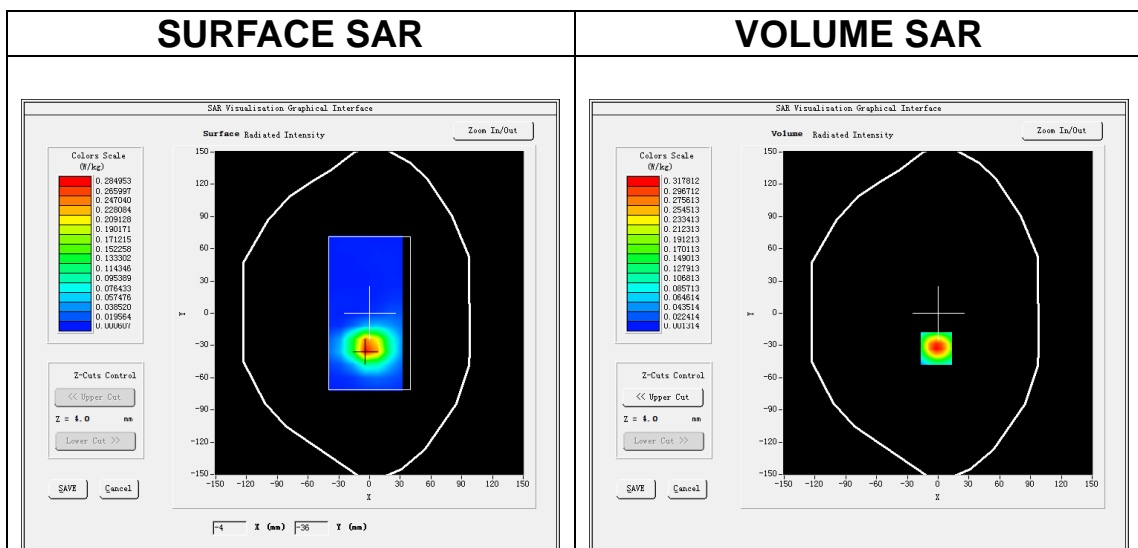 SURFACE SAR
VOLUME SAR
SAR Visualisation Graphical Interface
Surface Radiated Intensity
Zoom In/Out
Colors Scale
(W/kg)
0.284953
0.265997
0.247040
0.228084
0.209128
0.190171
0.171215
0.152258
0.133302
0.114346
0.095389
0.076433
0.057476
0.038520
0.019564
0.000607
150
120
90
60
30
0
-30
-60
-90
-120
-150
Y
-150 -120 -90 -60 -30 0 30 60 90 120 150
X
Z-Cuts Control
<< Upper Cut
Z = 4.0 mm
Lower Cut >>
SAVE Cancel
-4 X (mm) -36 Y (mm)
SAR Visualisation Graphical Interface
Volume Radiated Intensity
Zoom In/Out
Colors Scale
(W/kg)
0.317812
0.296712
0.275613
0.254513
0.233413
0.212313
0.191213
0.170113
0.149013
0.127913
0.106813
0.085713
0.064614
0.043514
0.022414
0.001314
150
120
90
60
30
0
-30
-60
-90
-120
-150
Y
-150 -120 -90 -60 -30 0 30 60 90 120 150
X
Z-Cuts Control
<< Upper Cut
Z = 4.0 mm
Lower Cut >>
SAVE Cancel